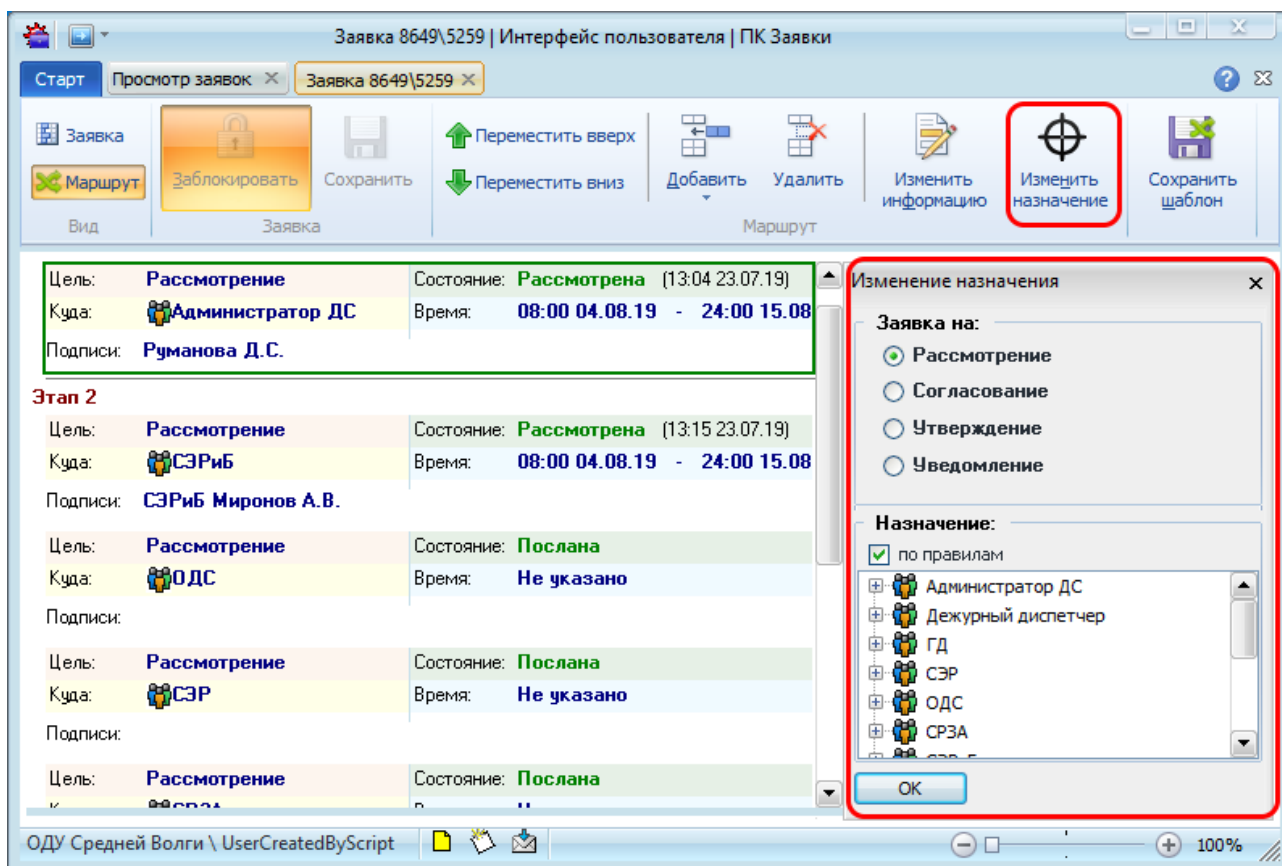 Заявка 8649\5259 | Интерфейс пользователя | ПК Заявки
Старт Просмотр заявок Заявка 8649\5259
Заявка
Маршрут
Вид
Заблокировать Сохранить
Заявка
Переместить вверх
Переместить вниз
Добавить Удалить
Изменить информацию
Изменить назначение
Маршрут
Сохранить шаблон
Цель: Рассмотрение Состояние: Рассмотрена (13:04 23.07.19)
Куда: Администратор ДС Время: 08:00 04.08.19 - 24:00 15.08
Подписи: Руманова Д.С.
Этап 2
Цель: Рассмотрение Состояние: Рассмотрена (13:15 23.07.19)
Куда: СЭРиБ Время: 08:00 04.08.19 - 24:00 15.08
Подписи: СЭРиБ Миронов А.В.
Цель: Рассмотрение Состояние: Послана
Куда: ОДС Время: Не указано
Подписи:
Цель: Рассмотрение Состояние: Послана
Куда: СЭР Время: Не указано
Подписи:
Цель: Рассмотрение Состояние: Послана
Изменение назначения
Заявка на:
Рассмотрение
Согласование
Утверждение
Уведомление
Назначение:
по правилам
Администратор ДС
Дежурный диспетчер
ГД
СЭР
ОДС
СРЗА
OK
ОДУ Средней Волги \ UserCreatedByScript 100%